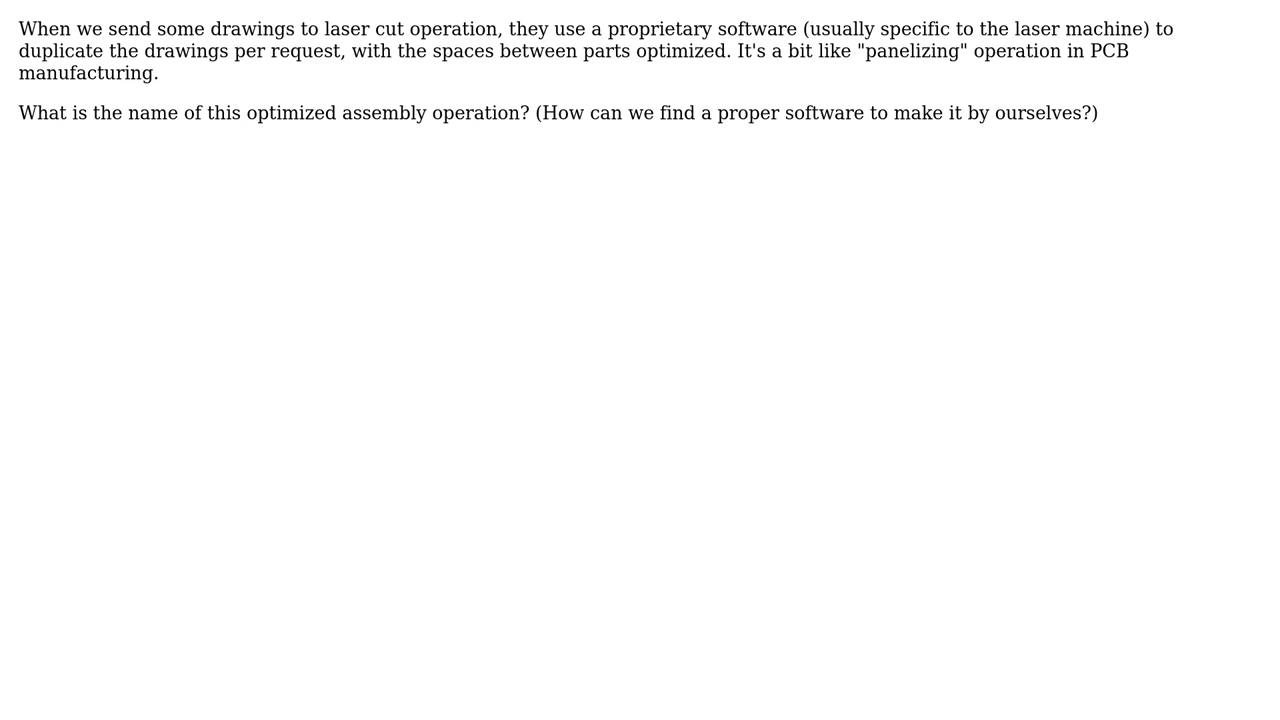 When we send some drawings to laser cut operation, they use a proprietary software (usually specific to the laser machine) to
duplicate the drawings per request, with the spaces between parts optimized. It's a bit like "panelizing" operation in PCB
manufacturing.
What is the name of this optimized assembly operation? (How can we find a proper software to make it by ourselves?)